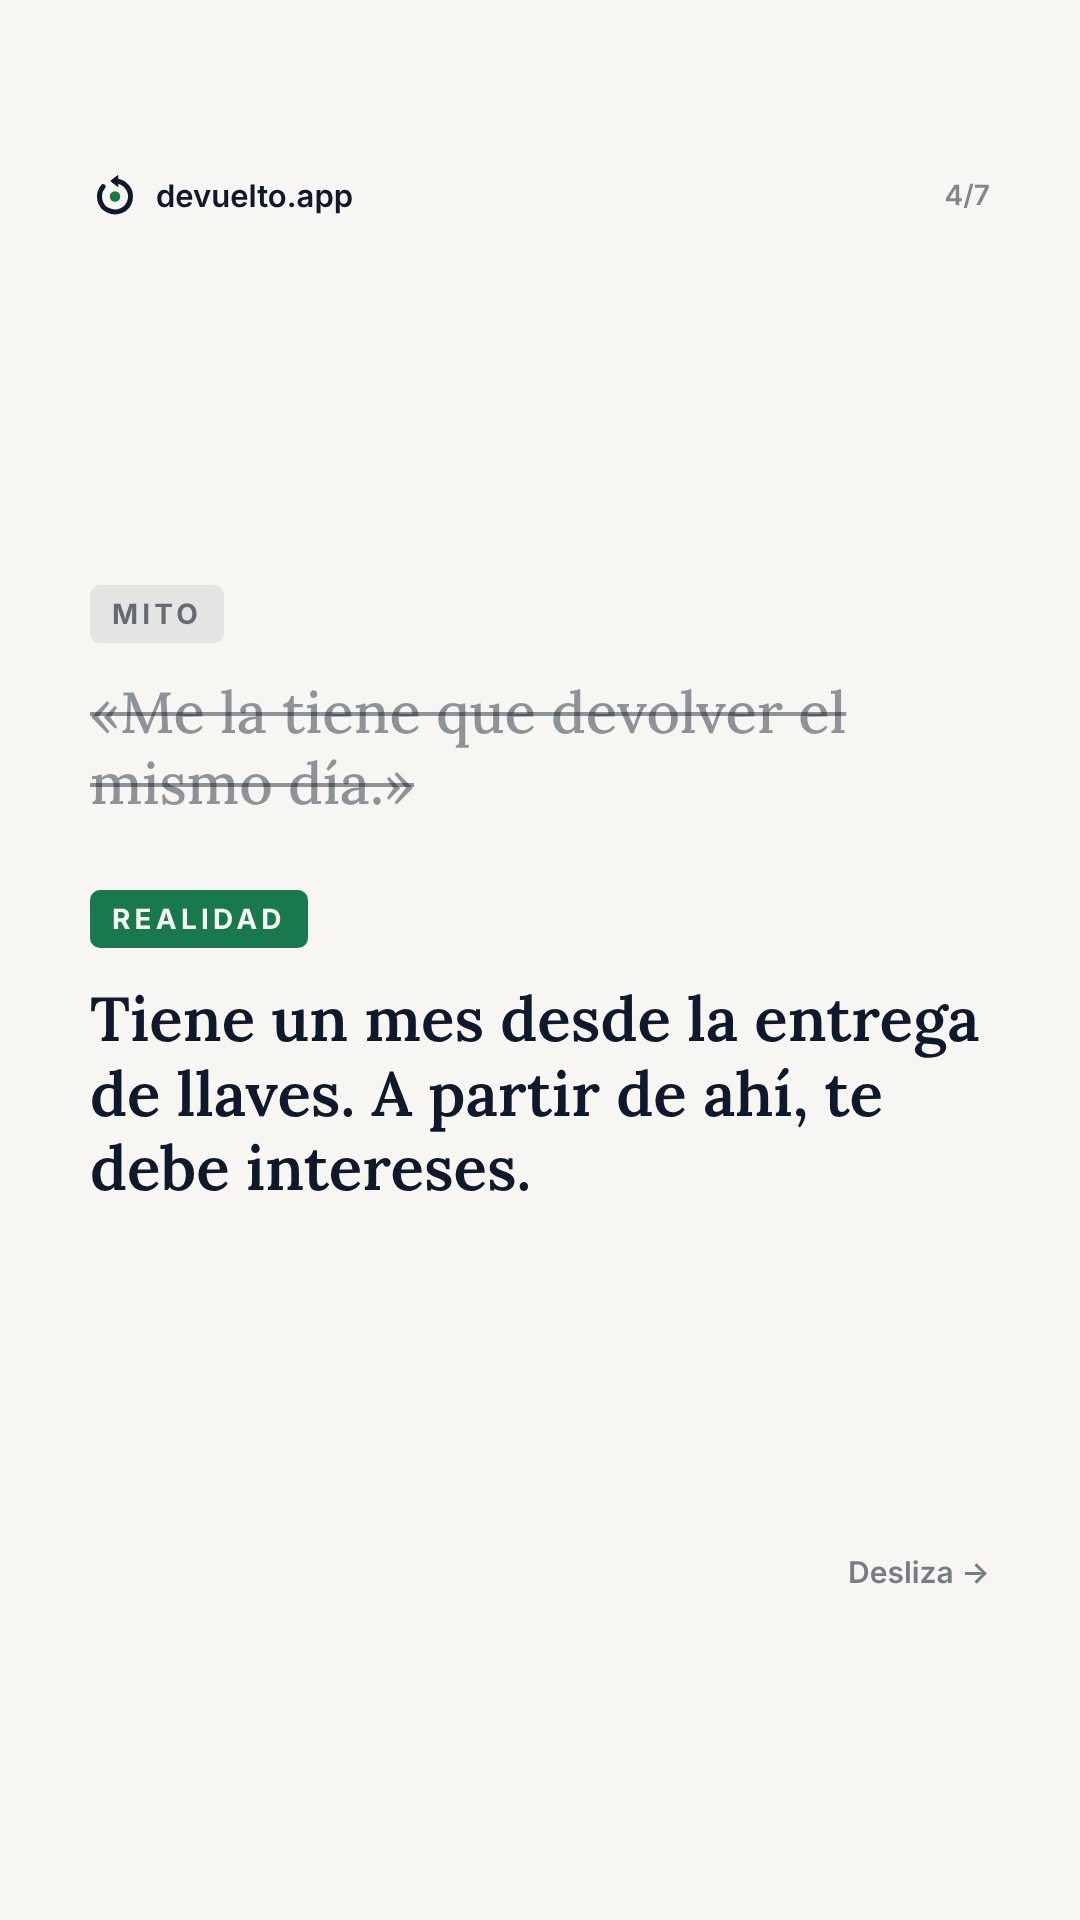 devuelto.app
4/7
MITO
«Me la tiene que devolver el
mismo día.»
REALIDAD
Tiene un mes desde la entrega
de llaves. A partir de ahí, te
debe intereses.
Desliza →